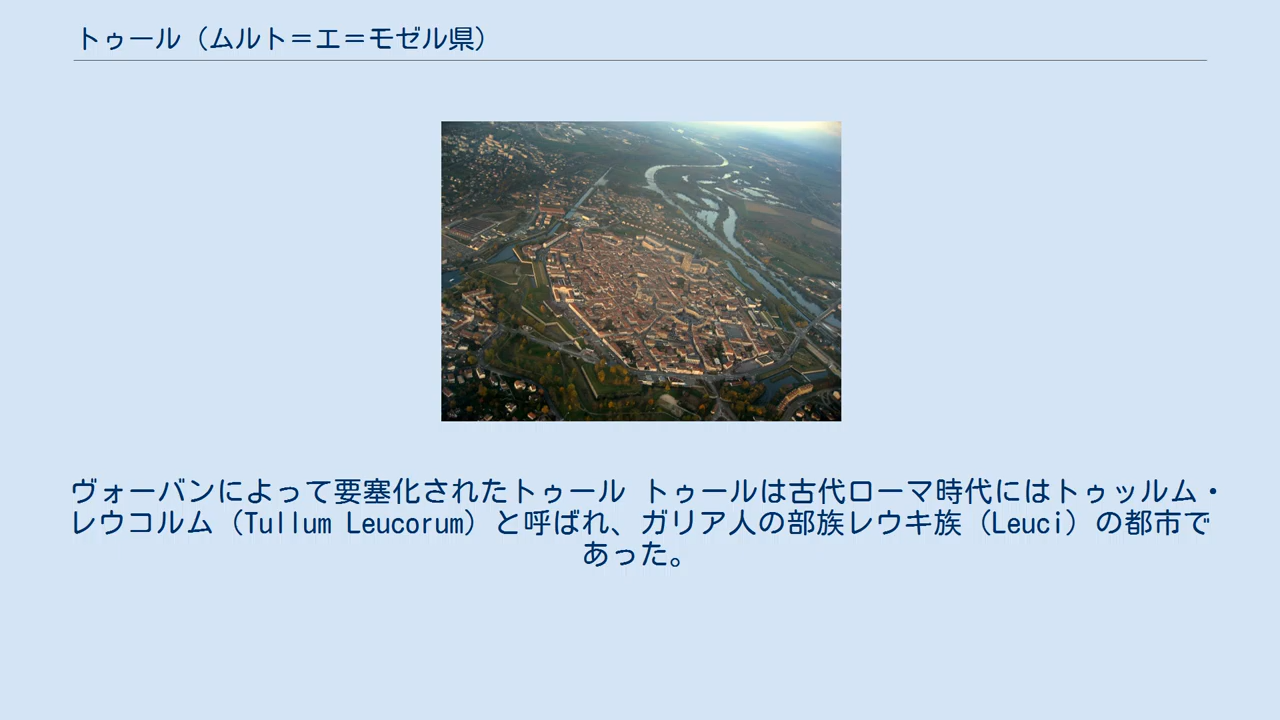 トゥール（ムルト＝エ＝モゼル県）
ヴォーバンによって要塞化されたトゥール トゥールは古代ローマ時代にはトゥッルム・
レウコルム（Tullum Leucorum）と呼ばれ、ガリア人の部族レウキ族（Leuci）の都市で
あった。